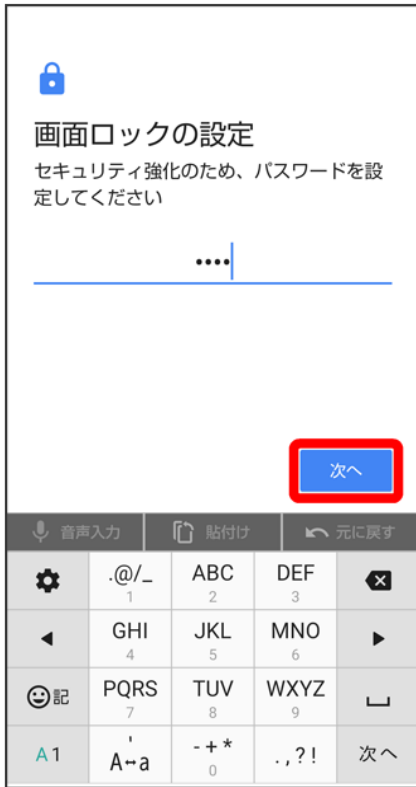 画面ロックの設定
セキュリティ強化のため、パスワードを設
定してください
••••
次へ
音声入力 貼付け 元に戻す
.@/_ ABC DEF
1 2 3
GHI JKL MNO
4 5 6
記 PQRS TUV WXYZ
7 8 9
A1 ' A↔a -+* .,?! 次へ
0